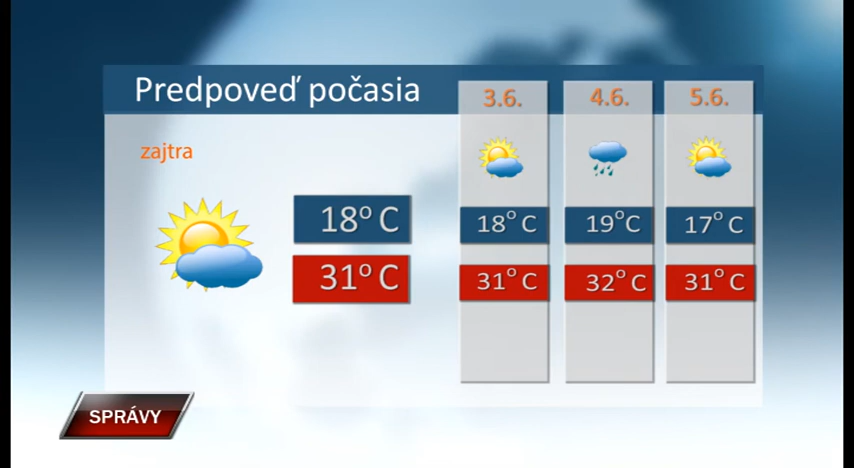 Predpoveď počasia
zajtra
18° C
31° C
3.6. 4.6. 5.6.
18° C 19°C 17° C
31° C 32° C 31° C
SPRÁVY